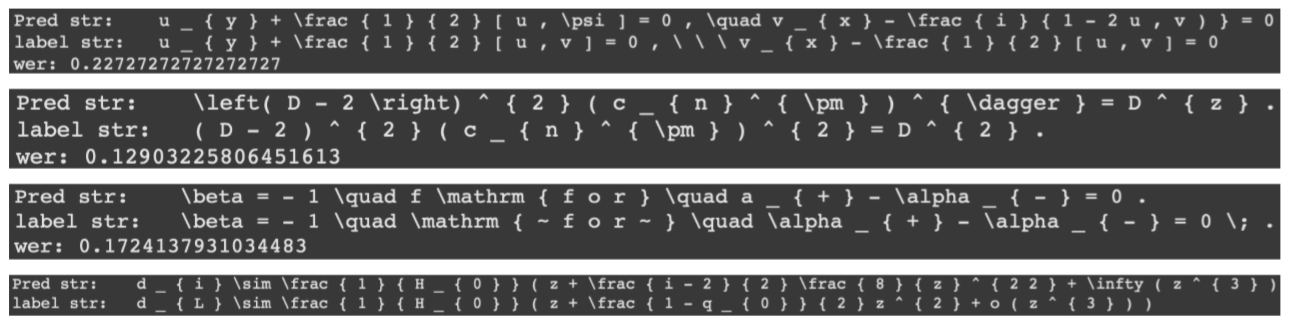 Pred str: u _ { y } + \frac { 1 } { 2 } [ u , \psi ] = 0 , \quad v _ { x } - \frac { i } { 1 - 2 u , v ) } = 0
label str: u _ { y } + \frac { 1 } { 2 } [ u , v ] = 0 , \ \ \ v _ { x } - \frac { 1 } { 2 } [ u , v ] = 0
wer: 0.22727272727272727
Pred str: \left( D - 2 \right) ^ { 2 } ( c _ { n } ^ { \pm } ) ^ { \dagger } = D ^ { z } .
label str: ( D - 2 ) ^ { 2 } ( c _ { n } ^ { \pm } ) ^ { 2 } = D ^ { 2 } .
wer: 0.12903225806451613
Pred str: \beta = - 1 \quad f \mathrm { f o r } \quad a _ { + } - \alpha _ { - } = 0 .
label str: \beta = - 1 \quad \mathrm { ~ f o r ~ } \quad \alpha _ { + } - \alpha _ { - } = 0 \; .
wer: 0.1724137931034483
Pred str: d _ { i } \sim \frac { 1 } { H _ { 0 } } ( z + \frac { i - 2 } { 2 } \frac { 8 } { z } ^ { 2 2 } + \infty ( z ^ { 3 } )
label str: d _ { L } \sim \frac { 1 } { H _ { 0 } } ( z + \frac { 1 - q _ { 0 } } { 2 } z ^ { 2 } + o ( z ^ { 3 } ) )